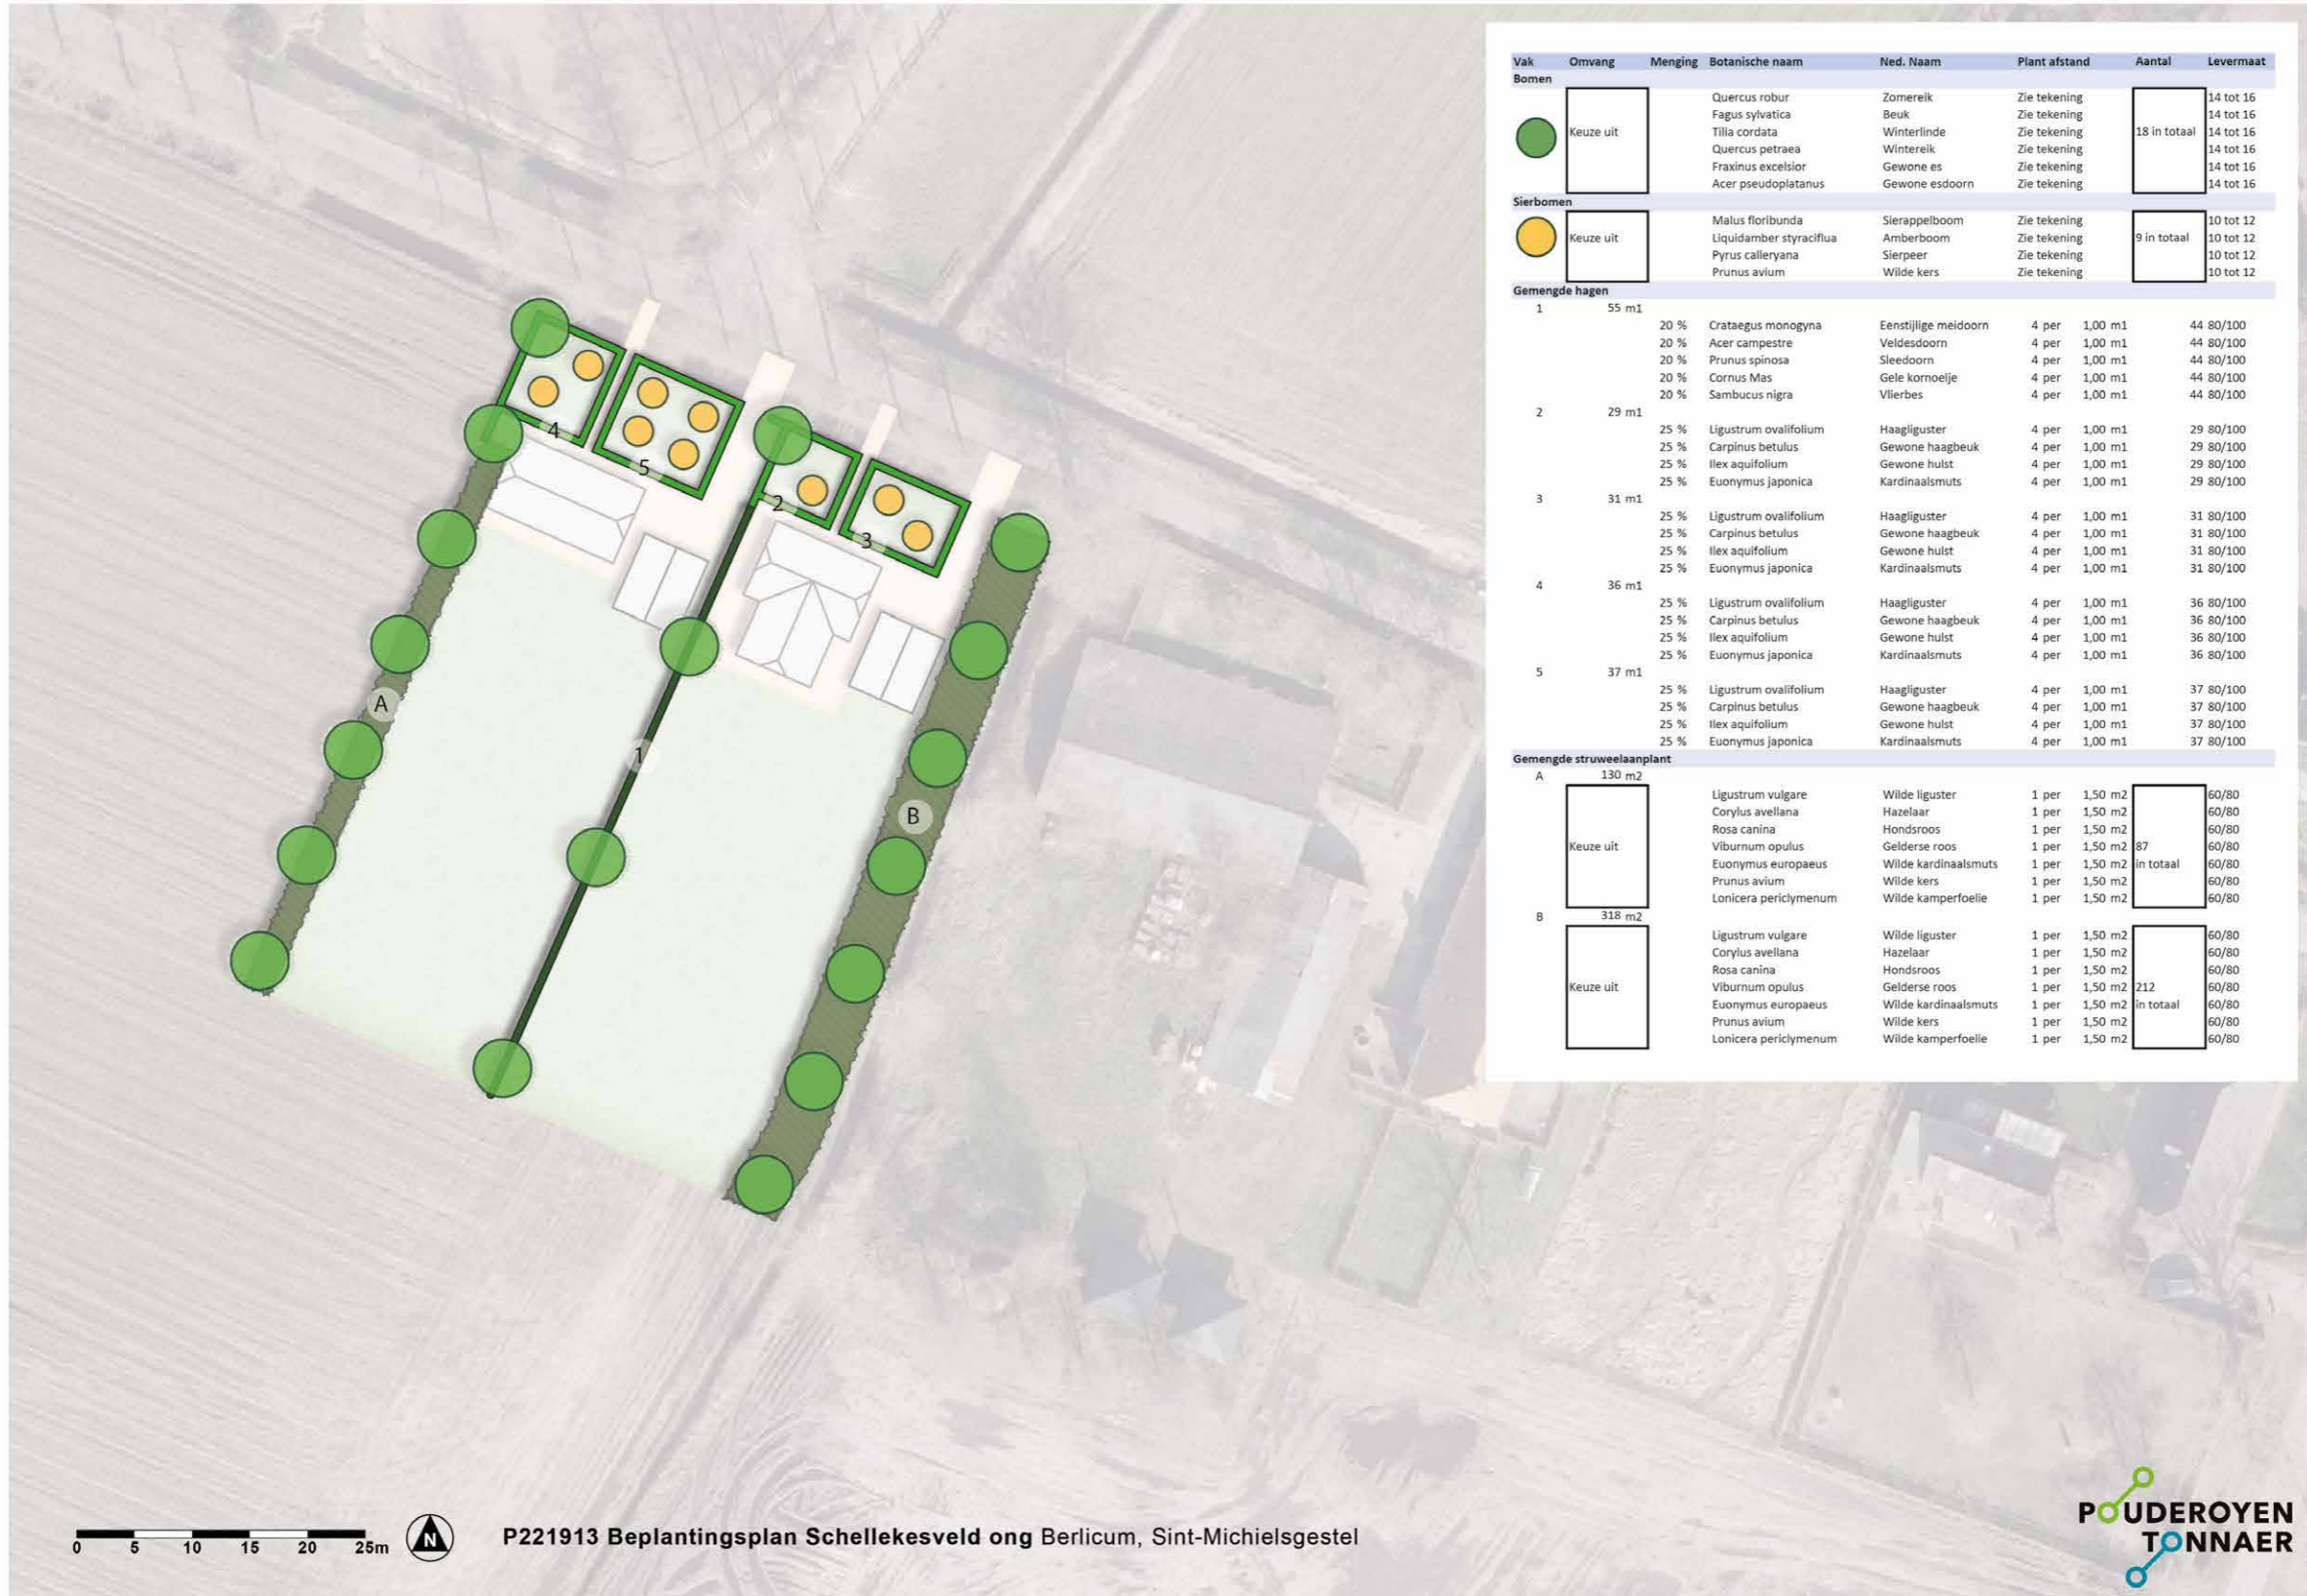 Vak Omvang Menging Botanische naam Ned. Naam Plant afstand Aantal Levermaat
Bomen
Quercus robur Zomereik Zie tekening 14 tot 16
Fagus sylvatica Beuk Zie tekening 14 tot 16
Keuze uit Tilia cordata Winterlinde Zie tekening 18 in totaal 14 tot 16
Quercus petraea Wintereik Zie tekening 14 tot 16
Fraxinus excelsior Gewone es Zie tekening 14 tot 16
Acer pseudoplatanus Gewone esdoorn Zie tekening 14 tot 16
Sierbomen
Malus floribunda Sierappelboom Zie tekening 10 tot 12
Keuze uit Liquidamber styraciflua Amberboom Zie tekening 9 in totaal 10 tot 12
Pyrus calleryana Sierpeer Zie tekening 10 tot 12
Prunus avium Wilde kers Zie tekening 10 tot 12
Gemengde hagen
1 55 m1
20 % Crataegus monogyna Eenstijlige meidoorn 4 per 1,00 m1 44 80/100
20 % Acer campestre Veldesdoorn 4 per 1,00 m1 44 80/100
20 % Prunus spinosa Sleedoorn 4 per 1,00 m1 44 80/100
20 % Cornus Mas Gele kornoelje 4 per 1,00 m1 44 80/100
20 % Sambucus nigra Vlierbes 4 per 1,00 m1 44 80/100
2 29 m1
25 % Ligustrum ovalifolium Haagliguster 4 per 1,00 m1 29 80/100
25 % Carpinus betulus Gewone haagbeuk 4 per 1,00 m1 29 80/100
25 % Ilex aquifolium Gewone hulst 4 per 1,00 m1 29 80/100
25 % Euonymus japonica Kardinaalsmuts 4 per 1,00 m1 29 80/100
3 31 m1
25 % Ligustrum ovalifolium Haagliguster 4 per 1,00 m1 31 80/100
25 % Carpinus betulus Gewone haagbeuk 4 per 1,00 m1 31 80/100
25 % Ilex aquifolium Gewone hulst 4 per 1,00 m1 31 80/100
25 % Euonymus japonica Kardinaalsmuts 4 per 1,00 m1 31 80/100
4 36 m1
25 % Ligustrum ovalifolium Haagliguster 4 per 1,00 m1 36 80/100
25 % Carpinus betulus Gewone haagbeuk 4 per 1,00 m1 36 80/100
25 % Ilex aquifolium Gewone hulst 4 per 1,00 m1 36 80/100
25 % Euonymus japonica Kardinaalsmuts 4 per 1,00 m1 36 80/100
5 37 m1
25 % Ligustrum ovalifolium Haagliguster 4 per 1,00 m1 37 80/100
25 % Carpinus betulus Gewone haagbeuk 4 per 1,00 m1 37 80/100
25 % Ilex aquifolium Gewone hulst 4 per 1,00 m1 37 80/100
25 % Euonymus japonica Kardinaalsmuts 4 per 1,00 m1 37 80/100
Gemengde struweelaanplant
A 130 m2
Ligustrum vulgare Wilde liguster 1 per 1,50 m2 60/80
Corylus avellana Hazelaar 1 per 1,50 m2 60/80
Rosa canina Hondsroos 1 per 1,50 m2 60/80
Keuze uit Viburnum opulus Gelderse roos 1 per 1,50 m2 87 60/80
Euonymus europaeus Wilde kardinaalsmuts 1 per 1,50 m2 in totaal 60/80
Prunus avium Wilde kers 1 per 1,50 m2 60/80
Lonicera periclymenum Wilde kamperfoelie 1 per 1,50 m2 60/80
B 318 m2
Ligustrum vulgare Wilde liguster 1 per 1,50 m2 60/80
Corylus avellana Hazelaar 1 per 1,50 m2 60/80
Rosa canina Hondsroos 1 per 1,50 m2 60/80
Keuze uit Viburnum opulus Gelderse roos 1 per 1,50 m2 212 60/80
Euonymus europaeus Wilde kardinaalsmuts 1 per 1,50 m2 in totaal 60/80
Prunus avium Wilde kers 1 per 1,50 m2 60/80
Lonicera periclymenum Wilde kamperfoelie 1 per 1,50 m2 60/80
4
5
2
3
A
1
B
0 5 10 15 20 25m
N
P221913 Beplantingsplan Schellekesveld ong Berlicum, Sint-Michielsgestel
POUDEROYEN
TONNAER